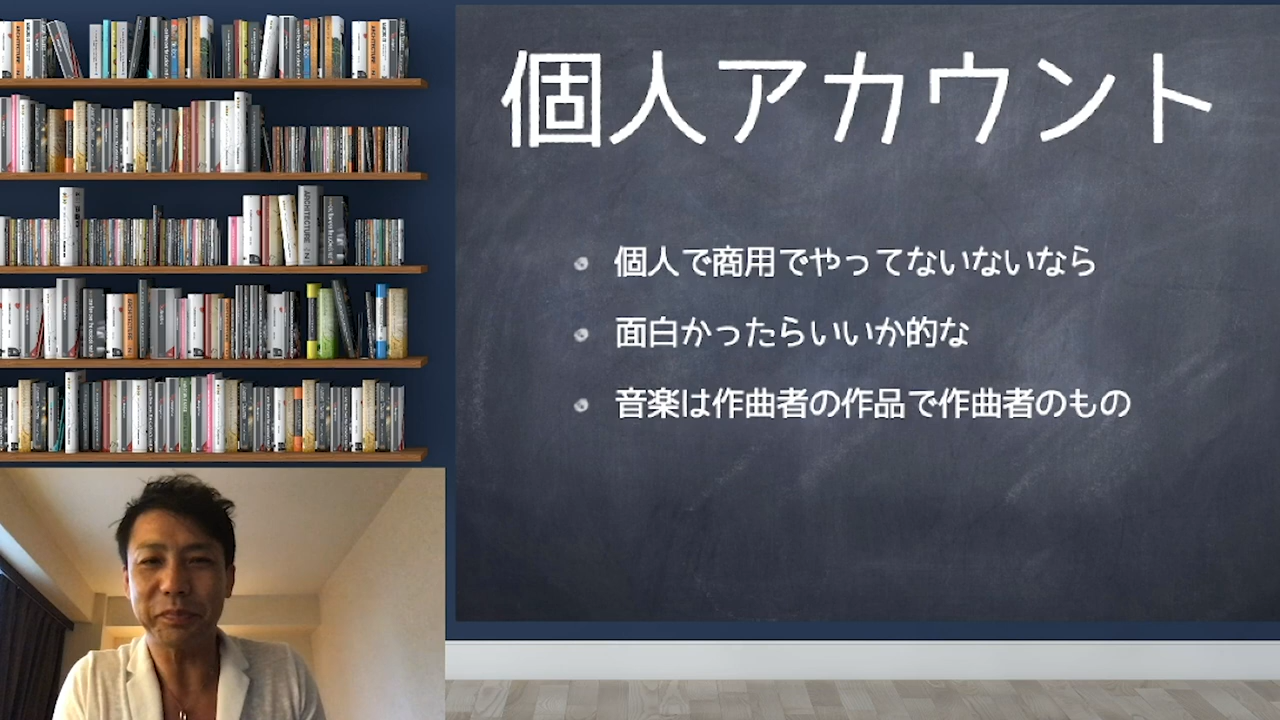 個人アカウント
個人で商用でやってないないなら
面白かったらいいか的な
音楽は作曲者の作品で作曲者のもの
ARCHITECTURE